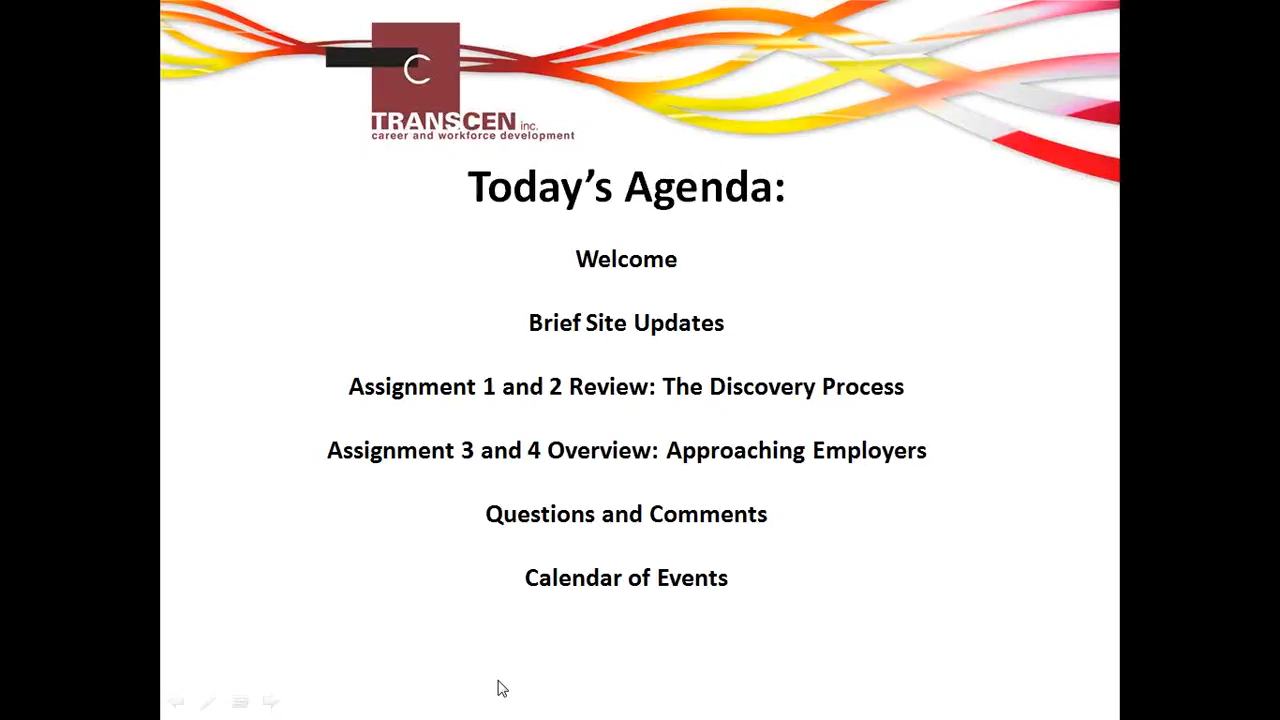 C
TRANSCEN inc.
career and workforce development
Today’s Agenda:
Welcome
Brief Site Updates
Assignment 1 and 2 Review: The Discovery Process
Assignment 3 and 4 Overview: Approaching Employers
Questions and Comments
Calendar of Events